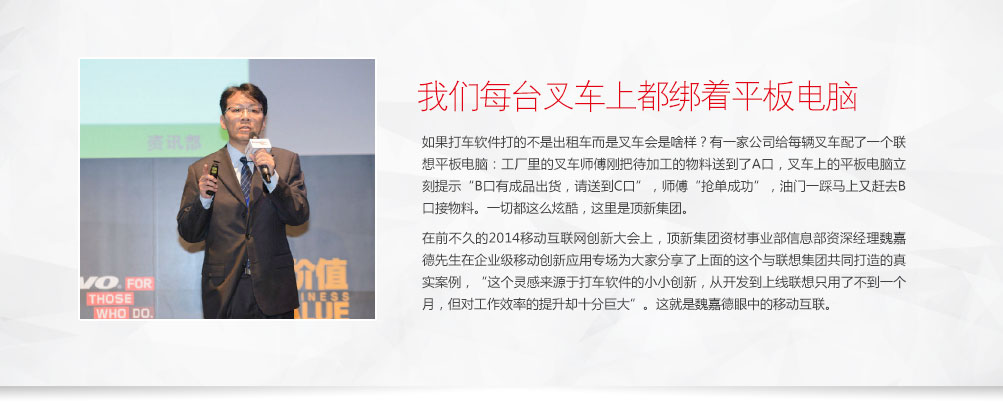 资讯部
VO® FOR
THOSE
WHO DO.
价值
INESS
ALUE
我们每台叉车上都绑着平板电脑
如果打车软件打的不是出租车而是叉车会是啥样？有一家公司给每辆叉车配了一个联
想平板电脑：工厂里的叉车师傅刚把待加工的物料送到了A口，叉车上的平板电脑立
刻提示“B口有成品出货，请送到C口”，师傅“抢单成功”，油门一踩马上又赶去B
口接物料。一切都这么炫酷，这里是顶新集团。
在前不久的2014移动互联网创新大会上，顶新集团资材事业部信息部资深经理魏嘉
德先生在企业级移动创新应用专场为大家分享了上面的这个与联想集团共同打造的真
实案例，“这个灵感来源于打车软件的小小创新，从开发到上线联想只用了不到一个
月，但对工作效率的提升却十分巨大”。这就是魏嘉德眼中的移动互联。